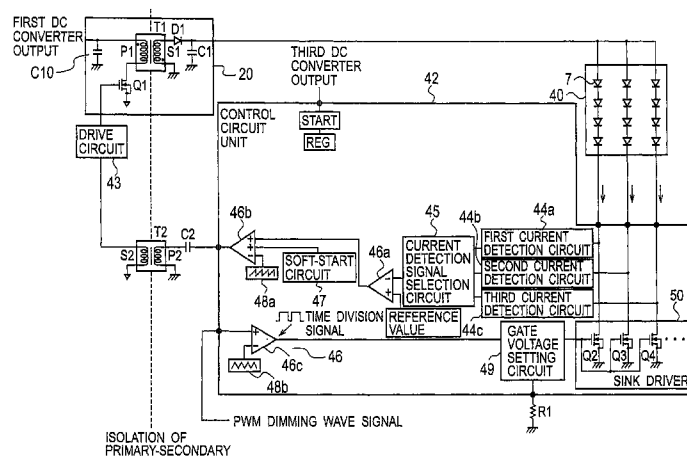 FIRST DC
CONVERTER
OUTPUT
C10
T1
D1
P1
S1
C1
Q1
20
THIRD DC
CONVERTER
OUTPUT
42
7
40
CONTROL
CIRCUIT
UNIT
START
REG
DRIVE
CIRCUIT
43
T2
C2
S2
P2
46b
48a
SOFT-START
CIRCUIT
47
46a
45
CURRENT
DETECTION
SIGNAL
SELECTION
CIRCUIT
REFERENCE
VALUE
44a
44b
FIRST CURRENT
DETECTION CIRCUIT
SECOND CURRENT
DETECTION CIRCUIT
THIRD CURRENT
DETECTION CIRCUIT
44c
TIME DIVISION
SIGNAL
46
46c
48b
GATE
VOLTAGE
SETTING
CIRCUIT
49
50
Q2
Q3
Q4
SINK DRIVER
R1
PWM DIMMING WAVE SIGNAL
ISOLATION OF
PRIMARY-SECONDARY